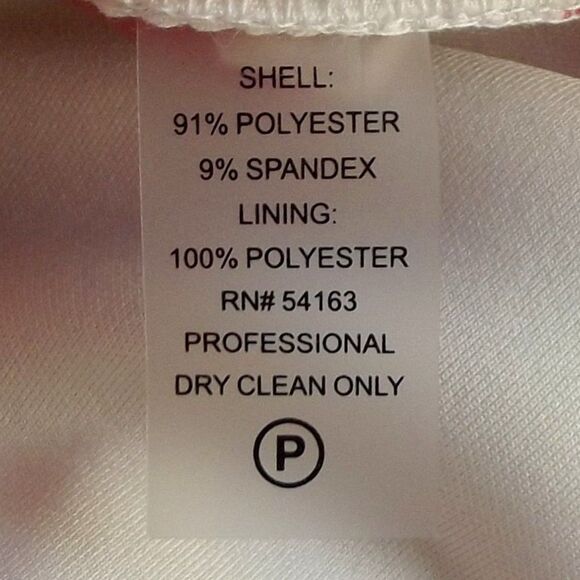 SHELL:
91% POLYESTER
9% SPANDEX
LINING:
100% POLYESTER
RN# 54163
PROFESSIONAL
DRY CLEAN ONLY
P